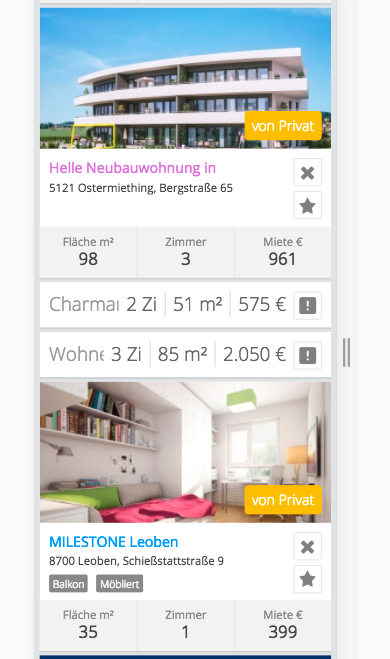 von Privat
Helle Neubauwohnung in
5121 Ostermiething, Bergstraße 65
Fläche m² Zimmer Miete €
98 3 961
Charmar 2 Zi 51 m² 575 €
Wohne 3 Zi 85 m² 2.050 €
von Privat
MILESTONE Leoben
8700 Leoben, Schießstattstraße 9
Balkon Möbliert
Fläche m² Zimmer Miete €
35 1 399